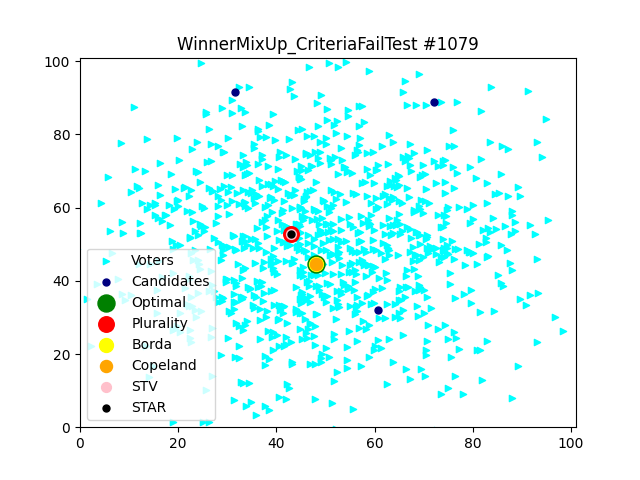 WinnerMixUp_CriteriaFailTest #1079
100
80
60
40
20
0
Voters
Candidates
Optimal
Plurality
Borda
Copeland
STV
STAR
0 20 40 60 80 100